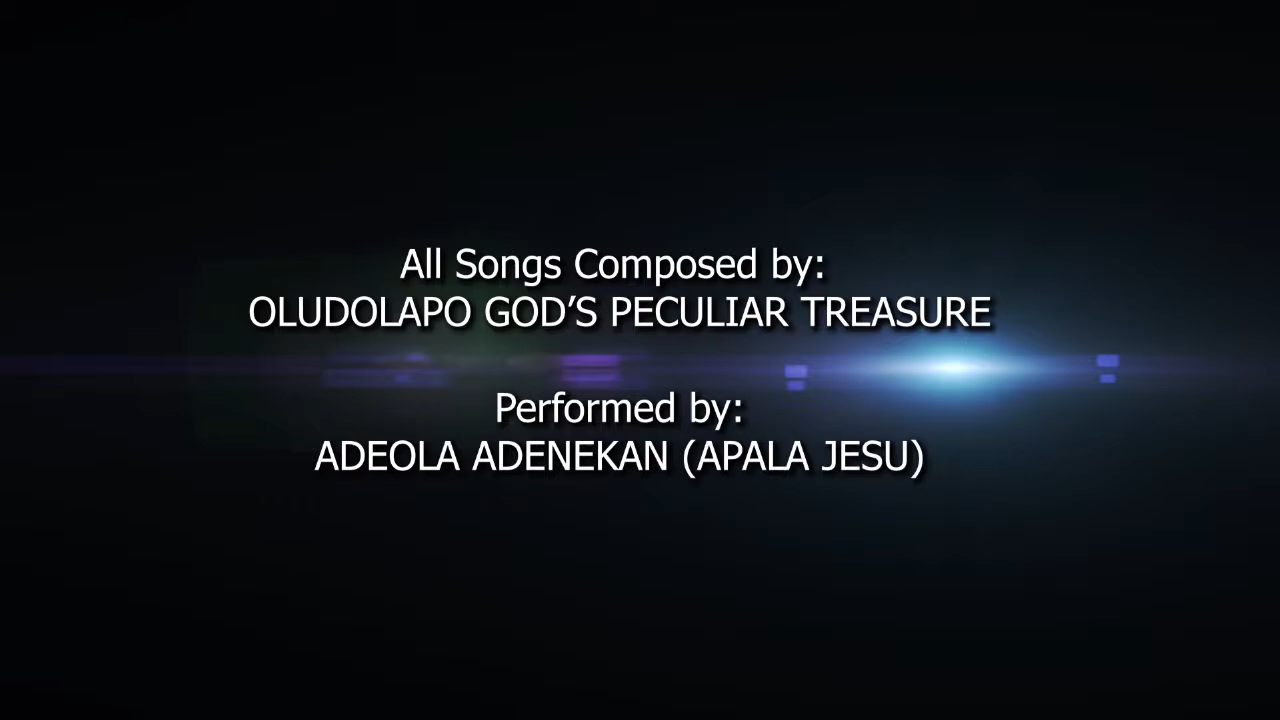 All Songs Composed by:
OLUDOLAPO GOD’S PECULIAR TREASURE
Performed by:
ADEOLA ADENEKAN (APALA JESU)